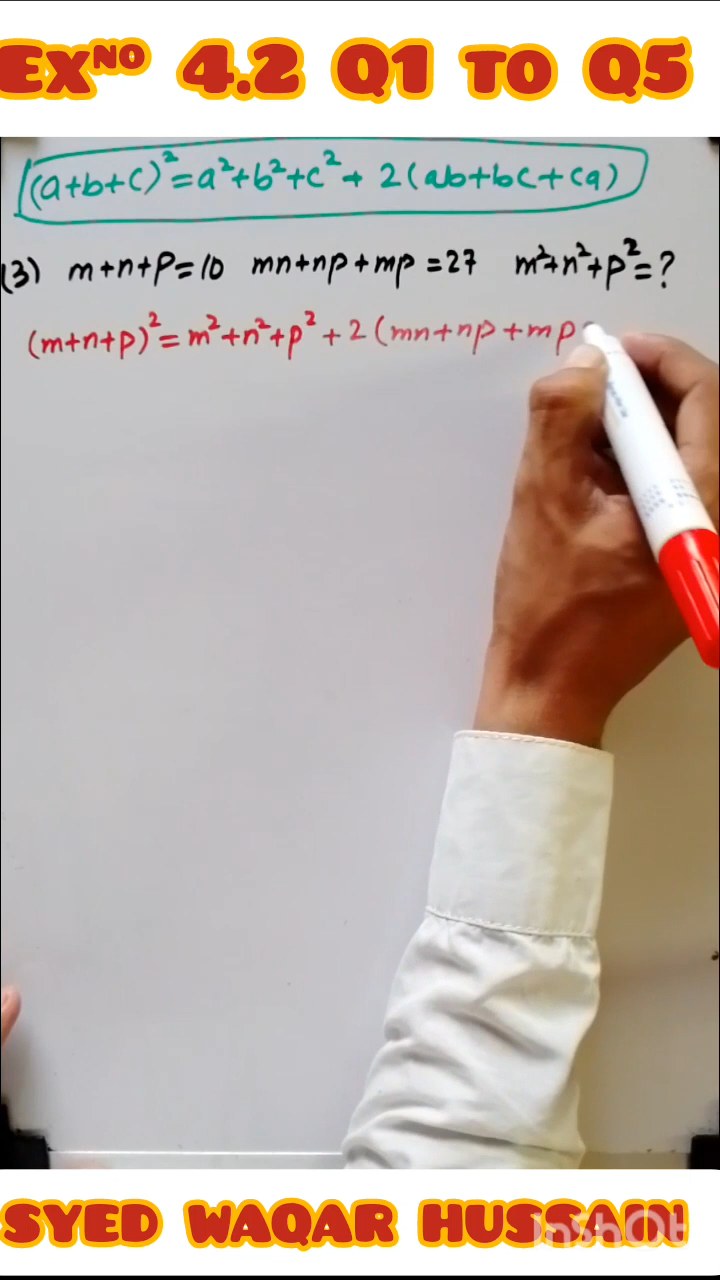 Exᴺᴼ 4.2 Q1 TO Q5
(a+b+c)²=a²+b²+c²+ 2(ab+bc+ca)
(3) m+n+p=10 mn+np+mp=27 m²+n²+p²=?
(m+n+p)²=m²+n²+p²+2(mn+np+mp
SYED WAQAR HUSSAIN
InShOt